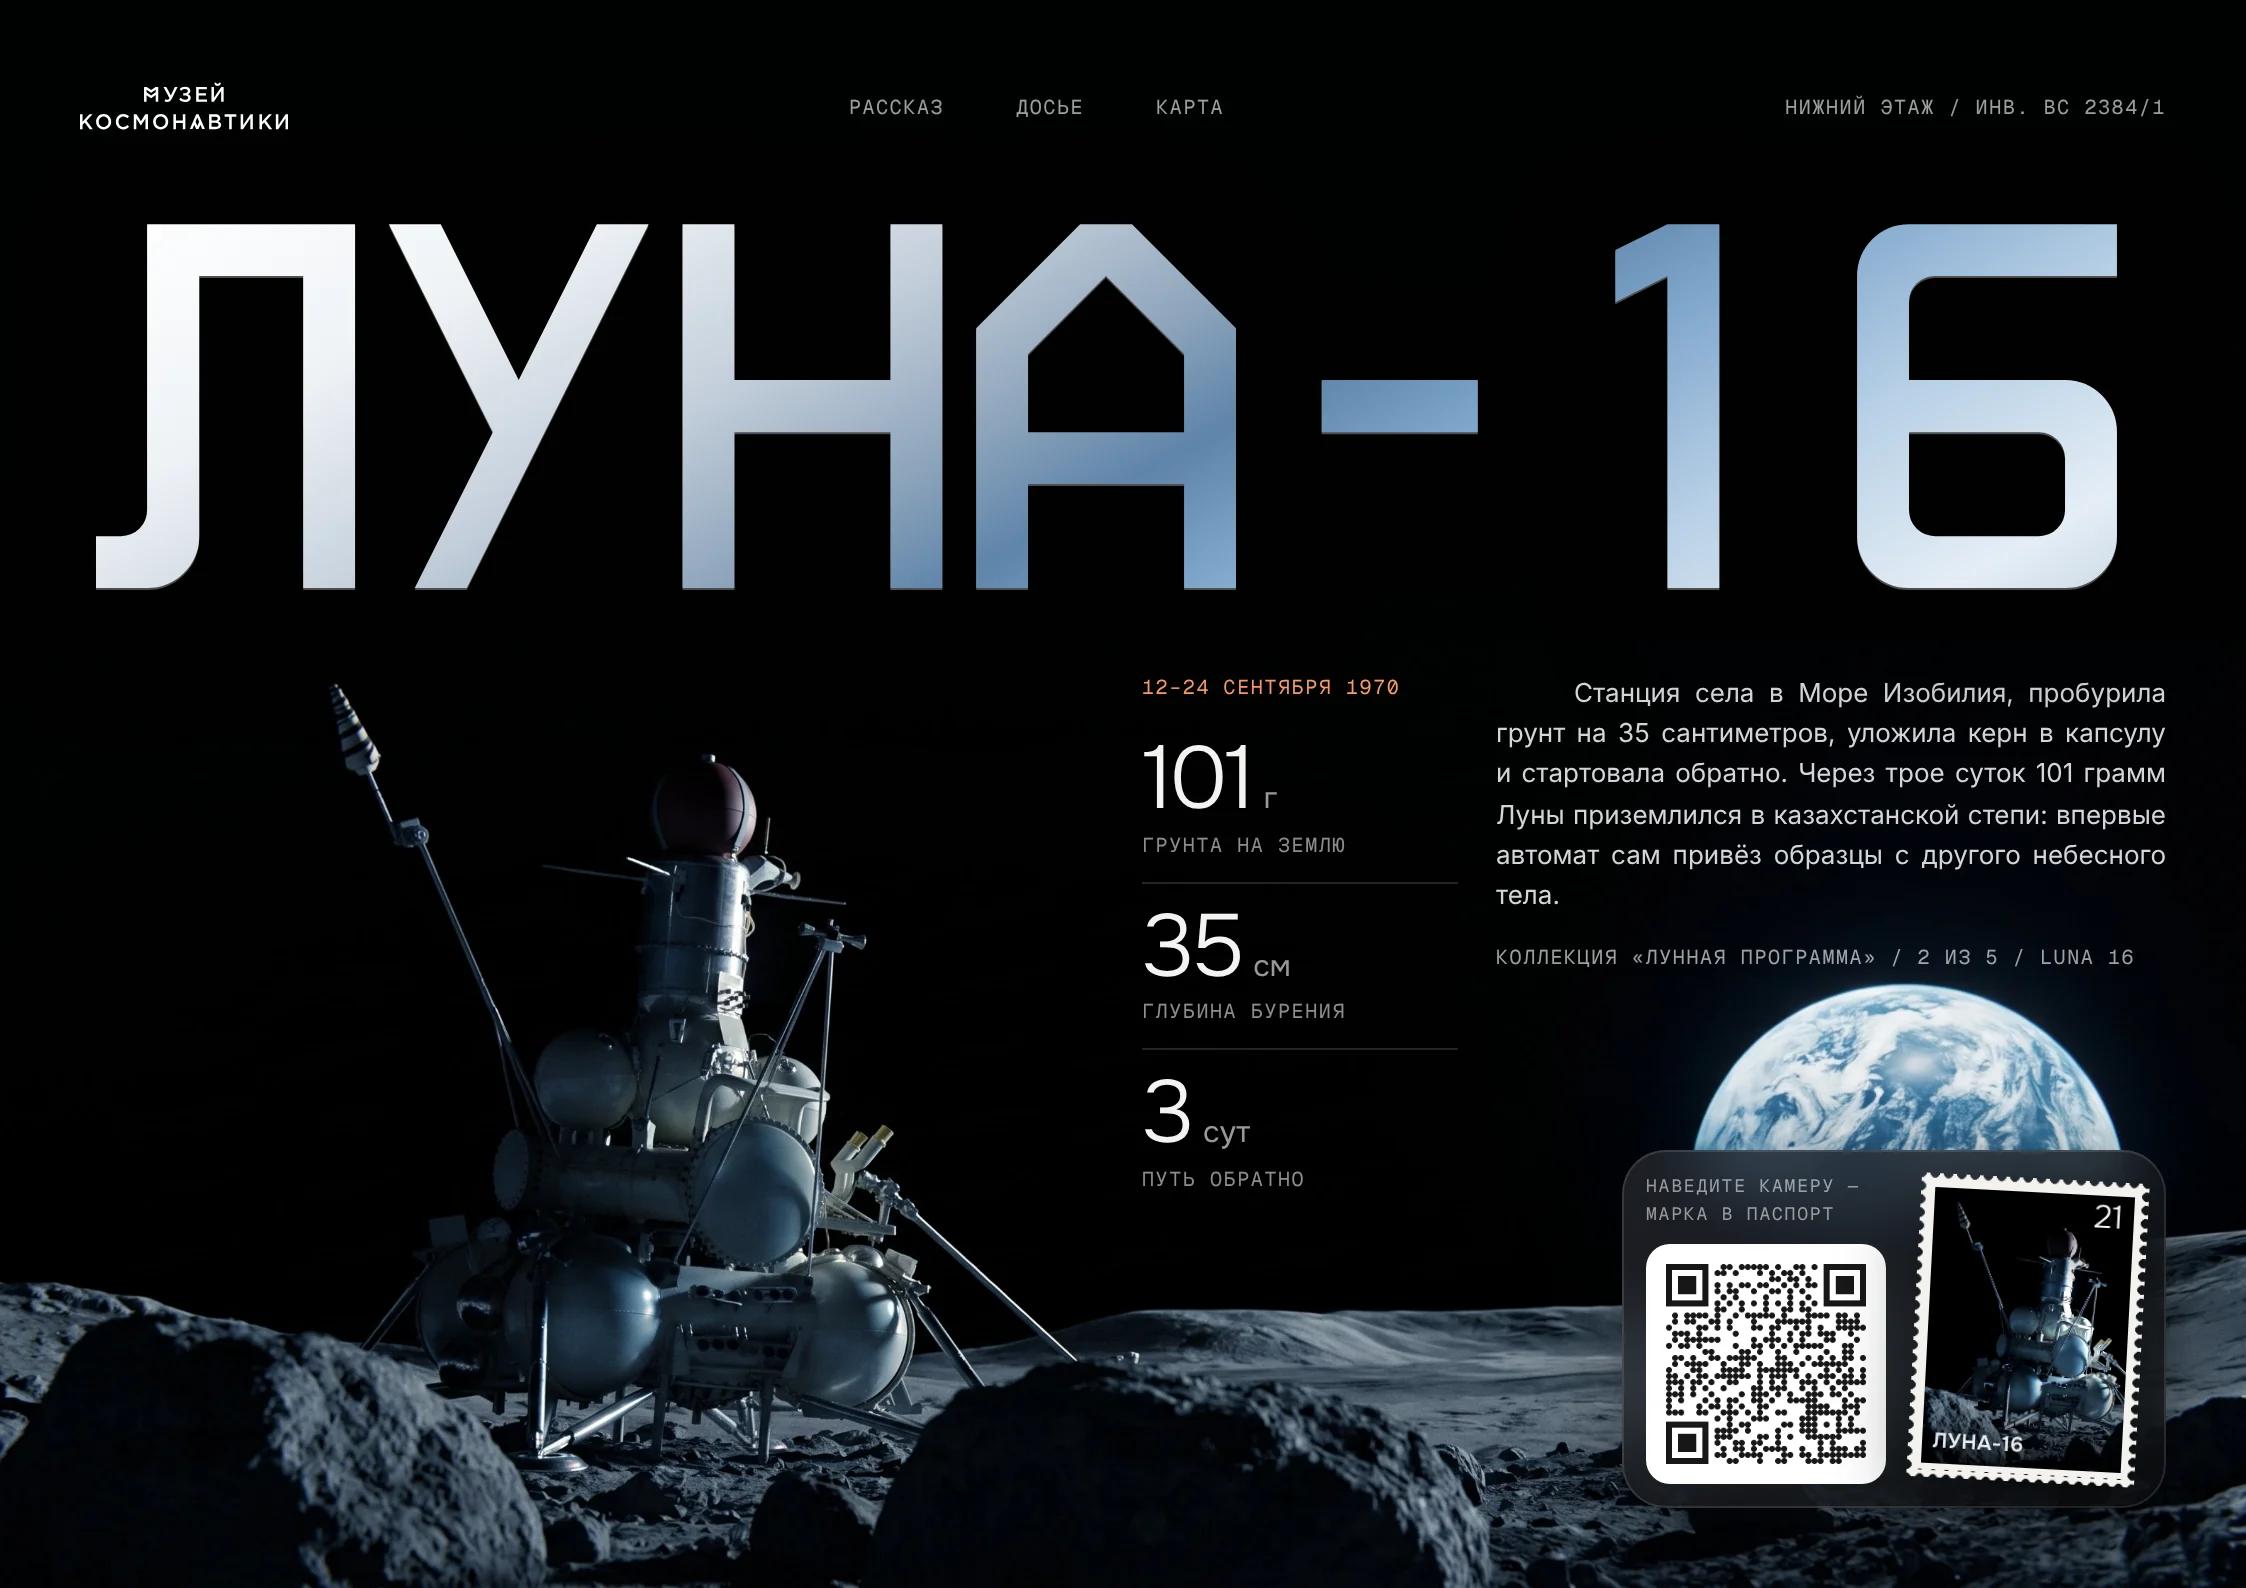 МУЗЕЙ
КОСМОНАВТИКИ
РАССКАЗ ДОСЬЕ КАРТА
НИЖНИЙ ЭТАЖ / ИНВ. ВС 2384/1
ЛУНА-16
12–24 СЕНТЯБРЯ 1970
101 г
ГРУНТА НА ЗЕМЛЮ
35 см
ГЛУБИНА БУРЕНИЯ
3 сут
ПУТЬ ОБРАТНО
Станция села в Море Изобилия, пробурила
грунт на 35 сантиметров, уложила керн в капсулу
и стартовала обратно. Через трое суток 101 грамм
Луны приземлился в казахстанской степи: впервые
автомат сам привёз образцы с другого небесного
тела.
КОЛЛЕКЦИЯ «ЛУННАЯ ПРОГРАММА» / 2 ИЗ 5 / LUNA 16
НАВЕДИТЕ КАМЕРУ —
МАРКА В ПАСПОРТ
21
ЛУНА-16